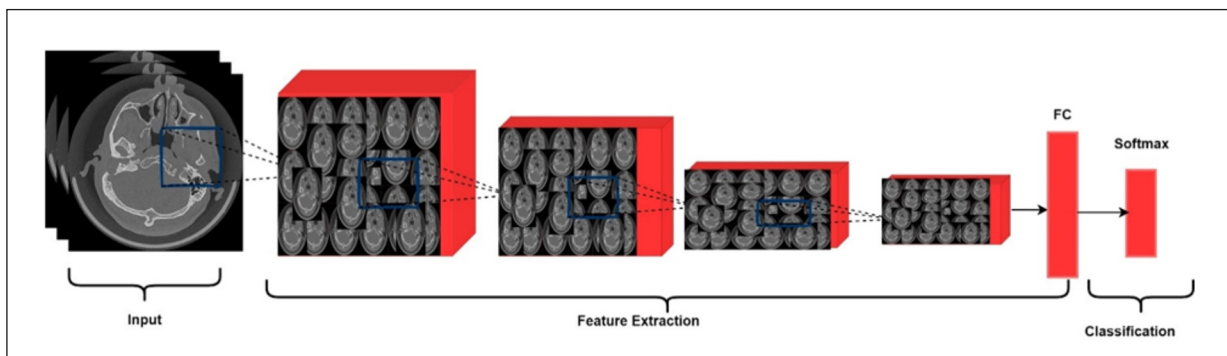 FC
Softmax
Input
Feature Extraction
Classification